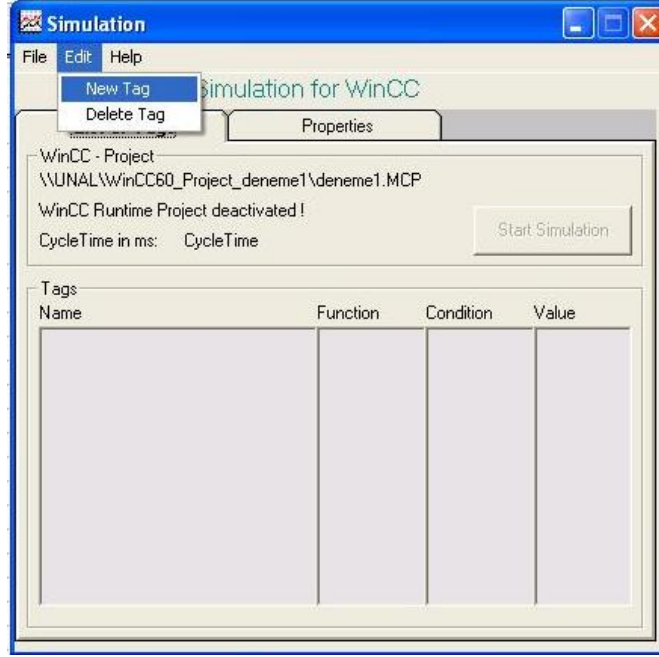 Simulation
File Edit Help
New Tag
Delete Tag
Simulation for WinCC
Properties
WinCC - Project
\\UNAL\WinCC60_Project_deneme1\deneme1.MCP
WinCC Runtime Project deactivated !
CycleTime in ms: CycleTime
Start Simulation
Tags
Name Function Condition Value